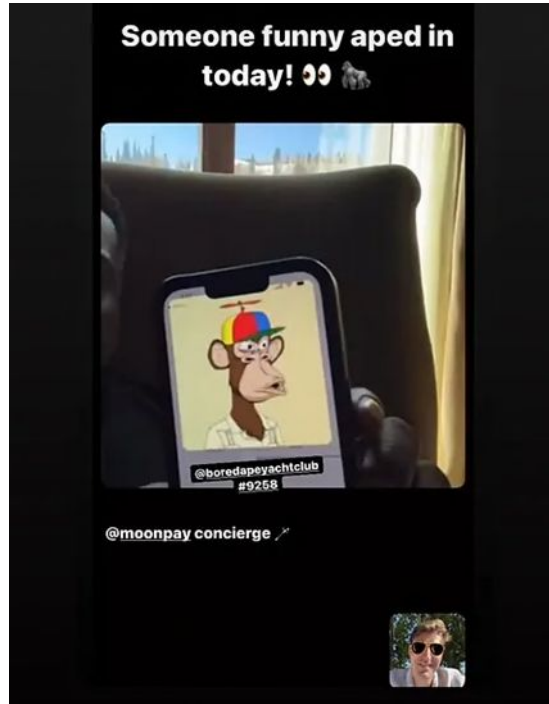 Someone funny aped in
today! 👀 🦍
@boredapeyachtclub
#9258
@moonpay concierge 🪄